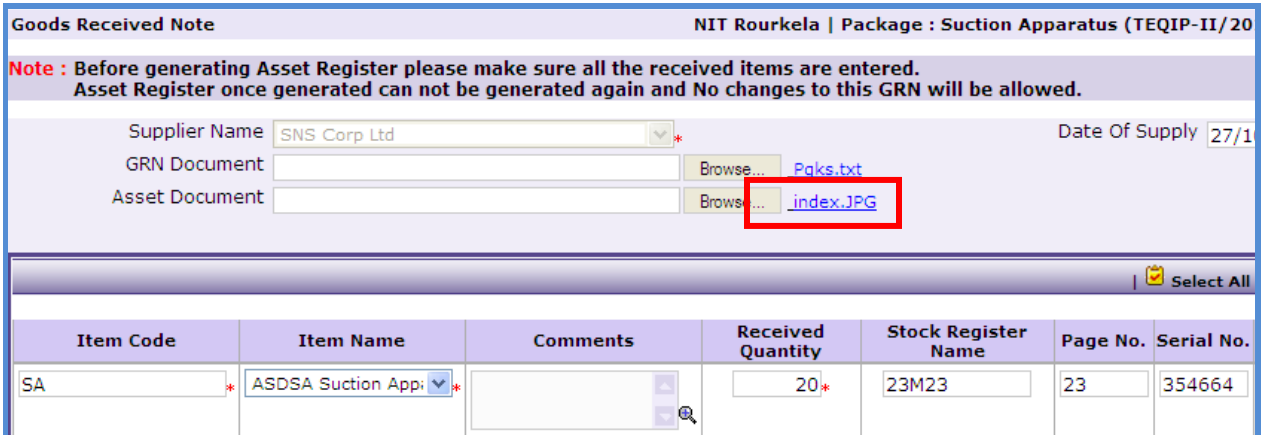 Goods Received Note NIT Rourkela | Package : Suction Apparatus (TEQIP-II/20
Note : Before generating Asset Register please make sure all the received items are entered.
Asset Register once generated can not be generated again and No changes to this GRN will be allowed.
Supplier Name SNS Corp Ltd * Date Of Supply 27/1
GRN Document Browse... Pqks.txt
Asset Document Browse... index.JPG
| Select All
Item Code Item Name Comments Received Quantity Stock Register Name Page No. Serial No.
SA * ASDSA Suction App * 20 * 23M23 23 354664